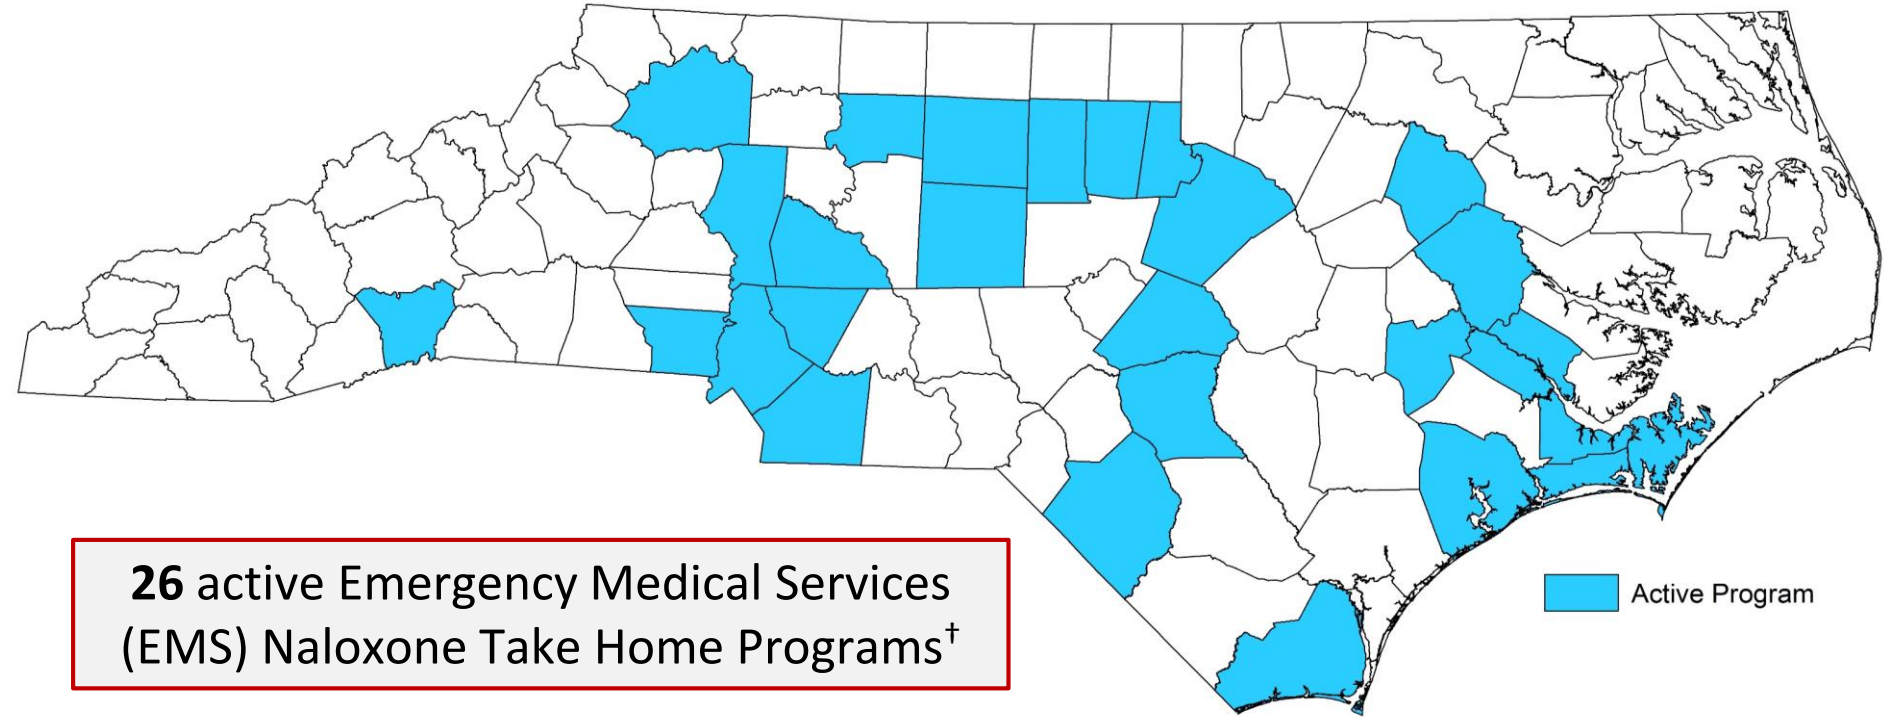 26 active Emergency Medical Services
(EMS) Naloxone Take Home Programs†
Active Program